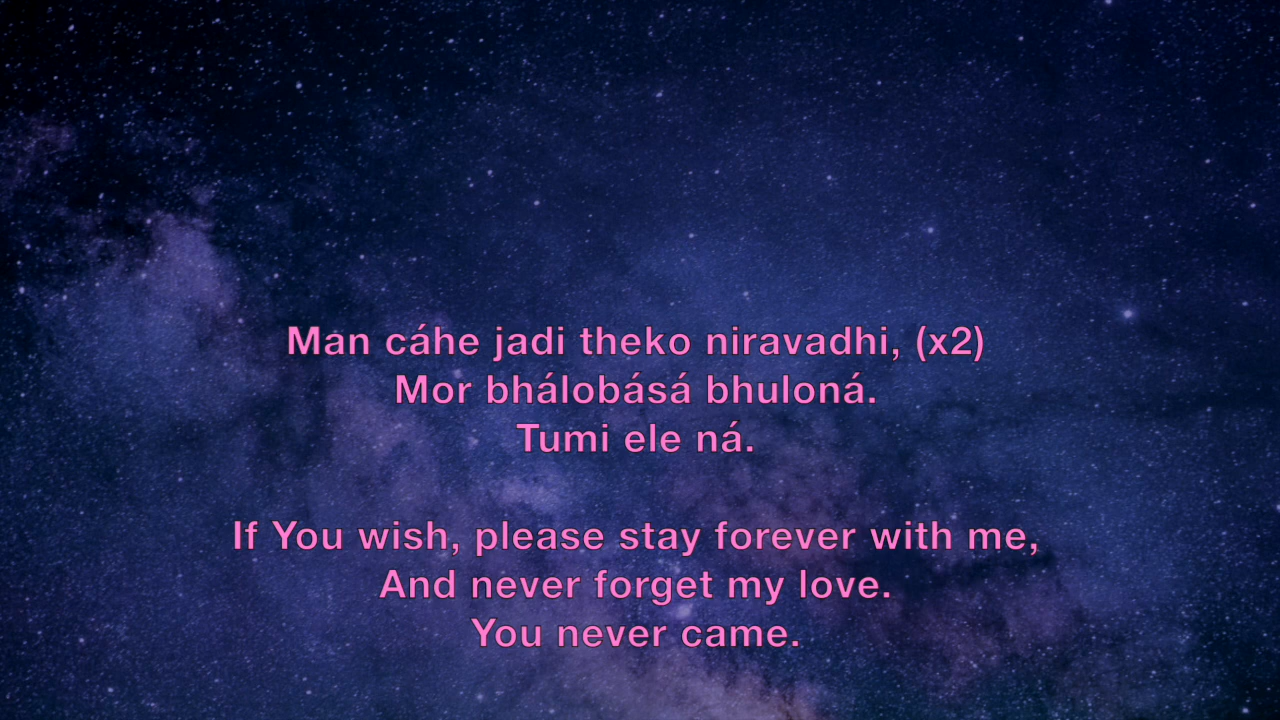 Man cáhe jadi theko niravadhi, (x2)
Mor bhálobásá bhuloná.
Tumi ele ná.
If You wish, please stay forever with me,
And never forget my love.
You never came.